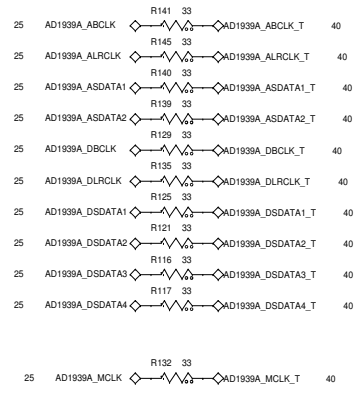 R141 33
25 AD1939A_ABCLK AD1939A_ABCLK_T 40
R145 33
25 AD1939A_ALRCLK AD1939A_ALRCLK_T 40
R140 33
25 AD1939A_ASDATA1 AD1939A_ASDATA1_T 40
R139 33
25 AD1939A_ASDATA2 AD1939A_ASDATA2_T 40
R129 33
25 AD1939A_DBCLK AD1939A_DBCLK_T 40
R135 33
25 AD1939A_DLRCLK AD1939A_DLRCLK_T 40
R125 33
25 AD1939A_DSDATA1 AD1939A_DSDATA1_T 40
R121 33
25 AD1939A_DSDATA2 AD1939A_DSDATA2_T 40
R116 33
25 AD1939A_DSDATA3 AD1939A_DSDATA3_T 40
R117 33
25 AD1939A_DSDATA4 AD1939A_DSDATA4_T 40
R132 33
25 AD1939A_MCLK AD1939A_MCLK_T 40